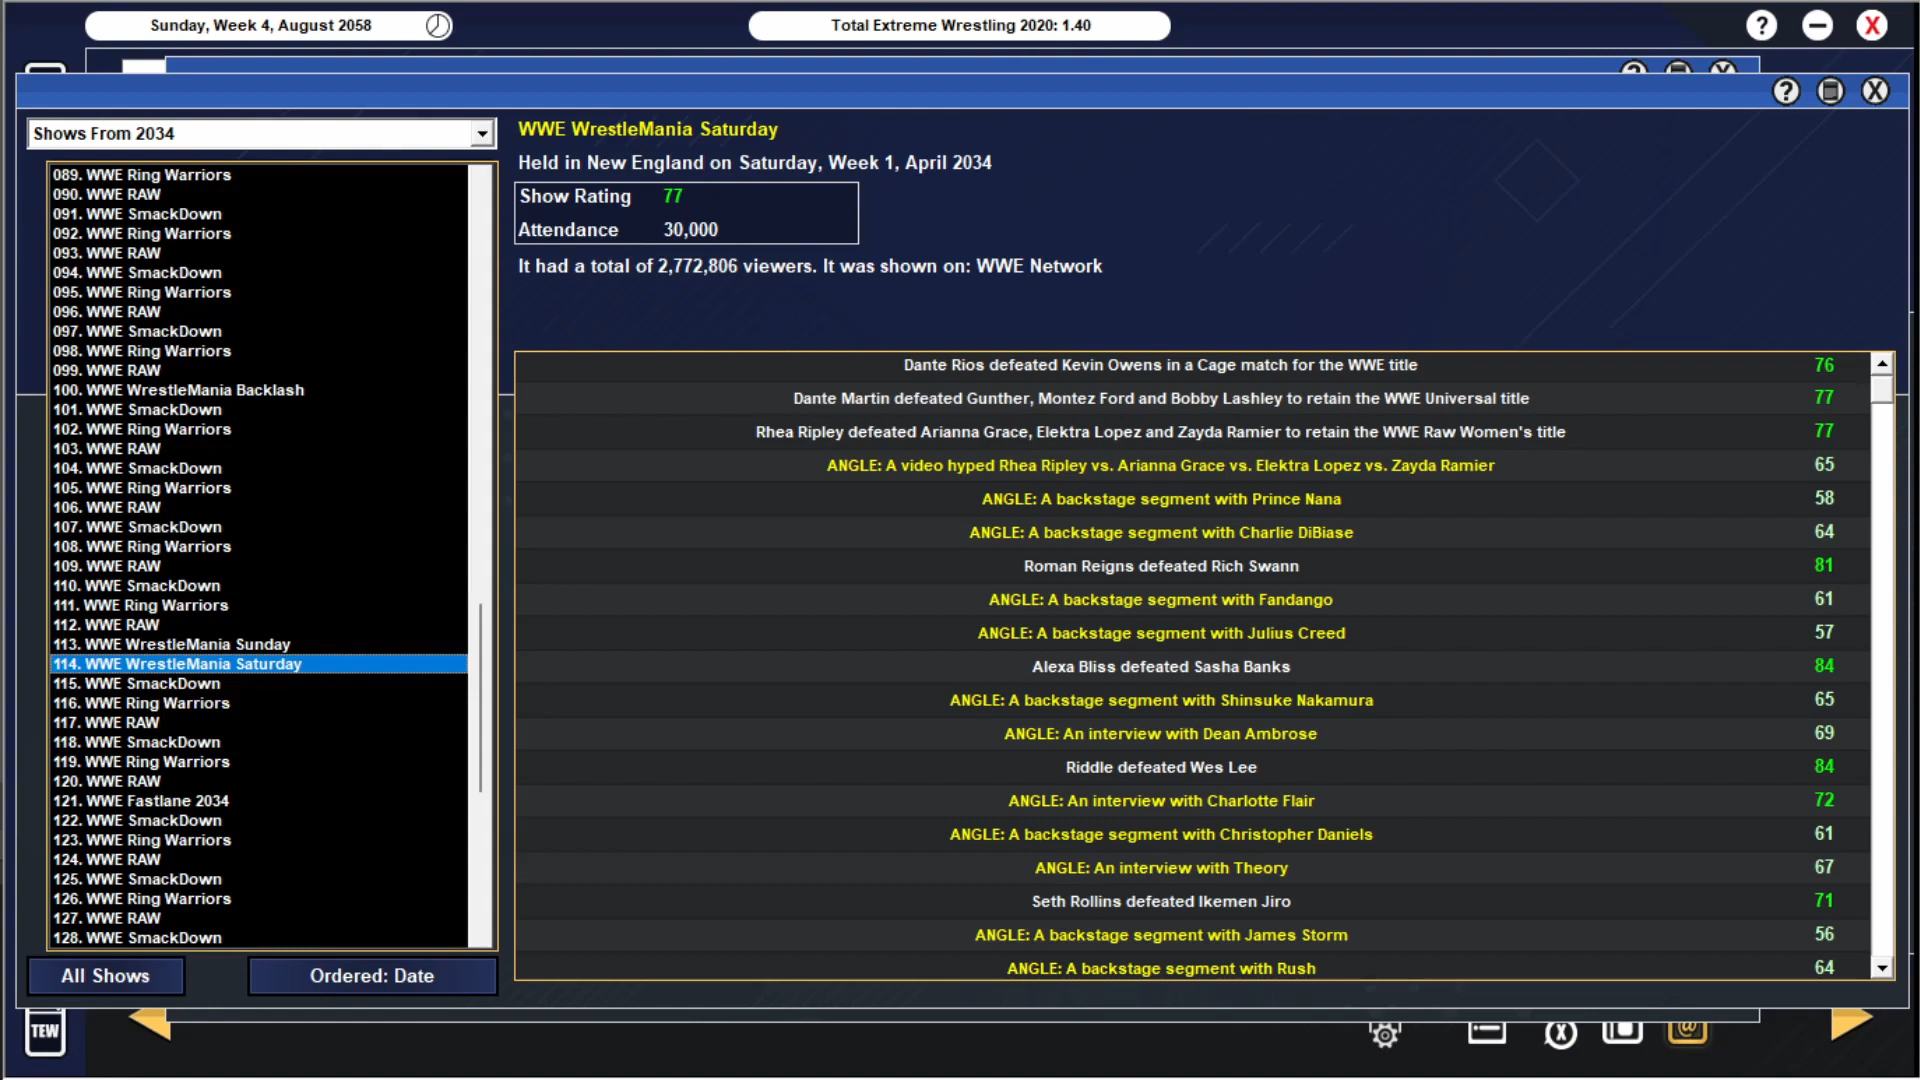 Sunday, Week 4, August 2058
Total Extreme Wrestling 2020: 1.40
?
X
? X
Shows From 2034
089. WWE Ring Warriors
090. WWE RAW
091. WWE SmackDown
092. WWE Ring Warriors
093. WWE RAW
094. WWE SmackDown
095. WWE Ring Warriors
096. WWE RAW
097. WWE SmackDown
098. WWE Ring Warriors
099. WWE RAW
100. WWE WrestleMania Backlash
101. WWE SmackDown
102. WWE Ring Warriors
103. WWE RAW
104. WWE SmackDown
105. WWE Ring Warriors
106. WWE RAW
107. WWE SmackDown
108. WWE Ring Warriors
109. WWE RAW
110. WWE SmackDown
111. WWE Ring Warriors
112. WWE RAW
113. WWE WrestleMania Sunday
114. WWE WrestleMania Saturday
115. WWE SmackDown
116. WWE Ring Warriors
117. WWE RAW
118. WWE SmackDown
119. WWE Ring Warriors
120. WWE RAW
121. WWE Fastlane 2034
122. WWE SmackDown
123. WWE Ring Warriors
124. WWE RAW
125. WWE SmackDown
126. WWE Ring Warriors
127. WWE RAW
128. WWE SmackDown
All Shows
Ordered: Date
WWE WrestleMania Saturday
Held in New England on Saturday, Week 1, April 2034
Show Rating 77
Attendance 30,000
It had a total of 2,772,806 viewers. It was shown on: WWE Network
Dante Rios defeated Kevin Owens in a Cage match for the WWE title 76
Dante Martin defeated Gunther, Montez Ford and Bobby Lashley to retain the WWE Universal title 77
Rhea Ripley defeated Arianna Grace, Elektra Lopez and Zayda Ramier to retain the WWE Raw Women's title 77
ANGLE: A video hyped Rhea Ripley vs. Arianna Grace vs. Elektra Lopez vs. Zayda Ramier 65
ANGLE: A backstage segment with Prince Nana 58
ANGLE: A backstage segment with Charlie DiBiase 64
Roman Reigns defeated Rich Swann 81
ANGLE: A backstage segment with Fandango 61
ANGLE: A backstage segment with Julius Creed 57
Alexa Bliss defeated Sasha Banks 84
ANGLE: A backstage segment with Shinsuke Nakamura 65
ANGLE: An interview with Dean Ambrose 69
Riddle defeated Wes Lee 84
ANGLE: An interview with Charlotte Flair 72
ANGLE: A backstage segment with Christopher Daniels 61
ANGLE: An interview with Theory 67
Seth Rollins defeated Ikemen Jiro 71
ANGLE: A backstage segment with James Storm 56
ANGLE: A backstage segment with Rush 64
TEW
X
@